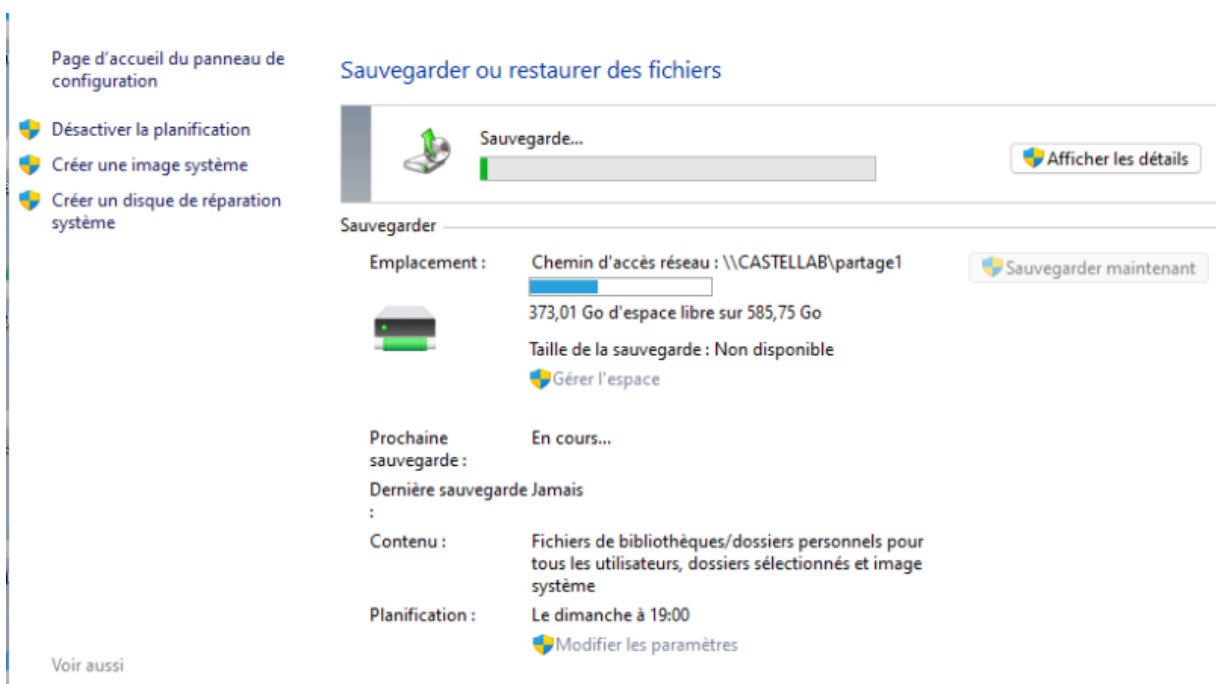 Page d'accueil du panneau de
configuration
Désactiver la planification
Créer une image système
Créer un disque de réparation
système
Voir aussi
Sauvegarder ou restaurer des fichiers
Sauvegarde...
Afficher les détails
Sauvegarder
Emplacement :
Chemin d'accès réseau : \\CASTELLAB\partage1
Sauvegarder maintenant
373,01 Go d'espace libre sur 585,75 Go
Taille de la sauvegarde : Non disponible
Gérer l'espace
Prochaine
sauvegarde :
En cours...
Dernière sauvegarde
:
Jamais
Contenu :
Fichiers de bibliothèques/dossiers personnels pour
tous les utilisateurs, dossiers sélectionnés et image
système
Planification :
Le dimanche à 19:00
Modifier les paramètres